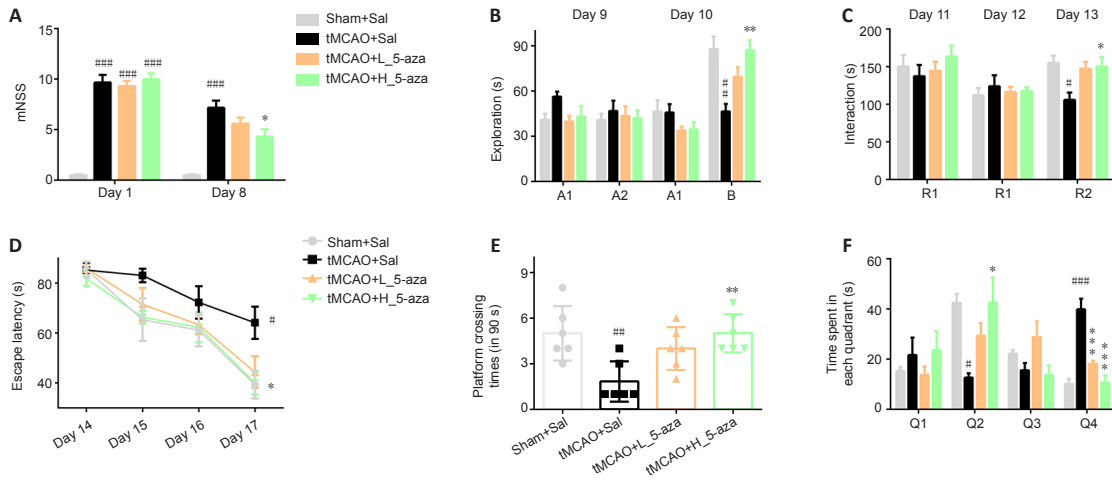 A
Sham+Sal
tMCAO+Sal
tMCAO+L_5-aza
tMCAO+H_5-aza
mNSS
15
10
5
0
###
###
###
*
Day 1
Day 8
B
Day 9
Day 10
Exploration (s)
90
60
30
0
#
#
**
A1
A2
A1
B
C
Day 11
Day 12
Day 13
Interaction (s)
200
150
100
50
0
#
*
R1
R1
R2
D
Sham+Sal
tMCAO+Sal
tMCAO+L_5-aza
tMCAO+H_5-aza
Escape latency (s)
80
60
40
#
*
Day 14
Day 15
Day 16
Day 17
E
Platform crossing
times (in 90 s)
10
9
6
3
0
##
**
Sham+Sal
tMCAO+Sal
tMCAO+L_5-aza
tMCAO+H_5-aza
F
Time spent in
each quadrant (s)
60
40
20
0
#
*
###
***
***
Q1
Q2
Q3
Q4